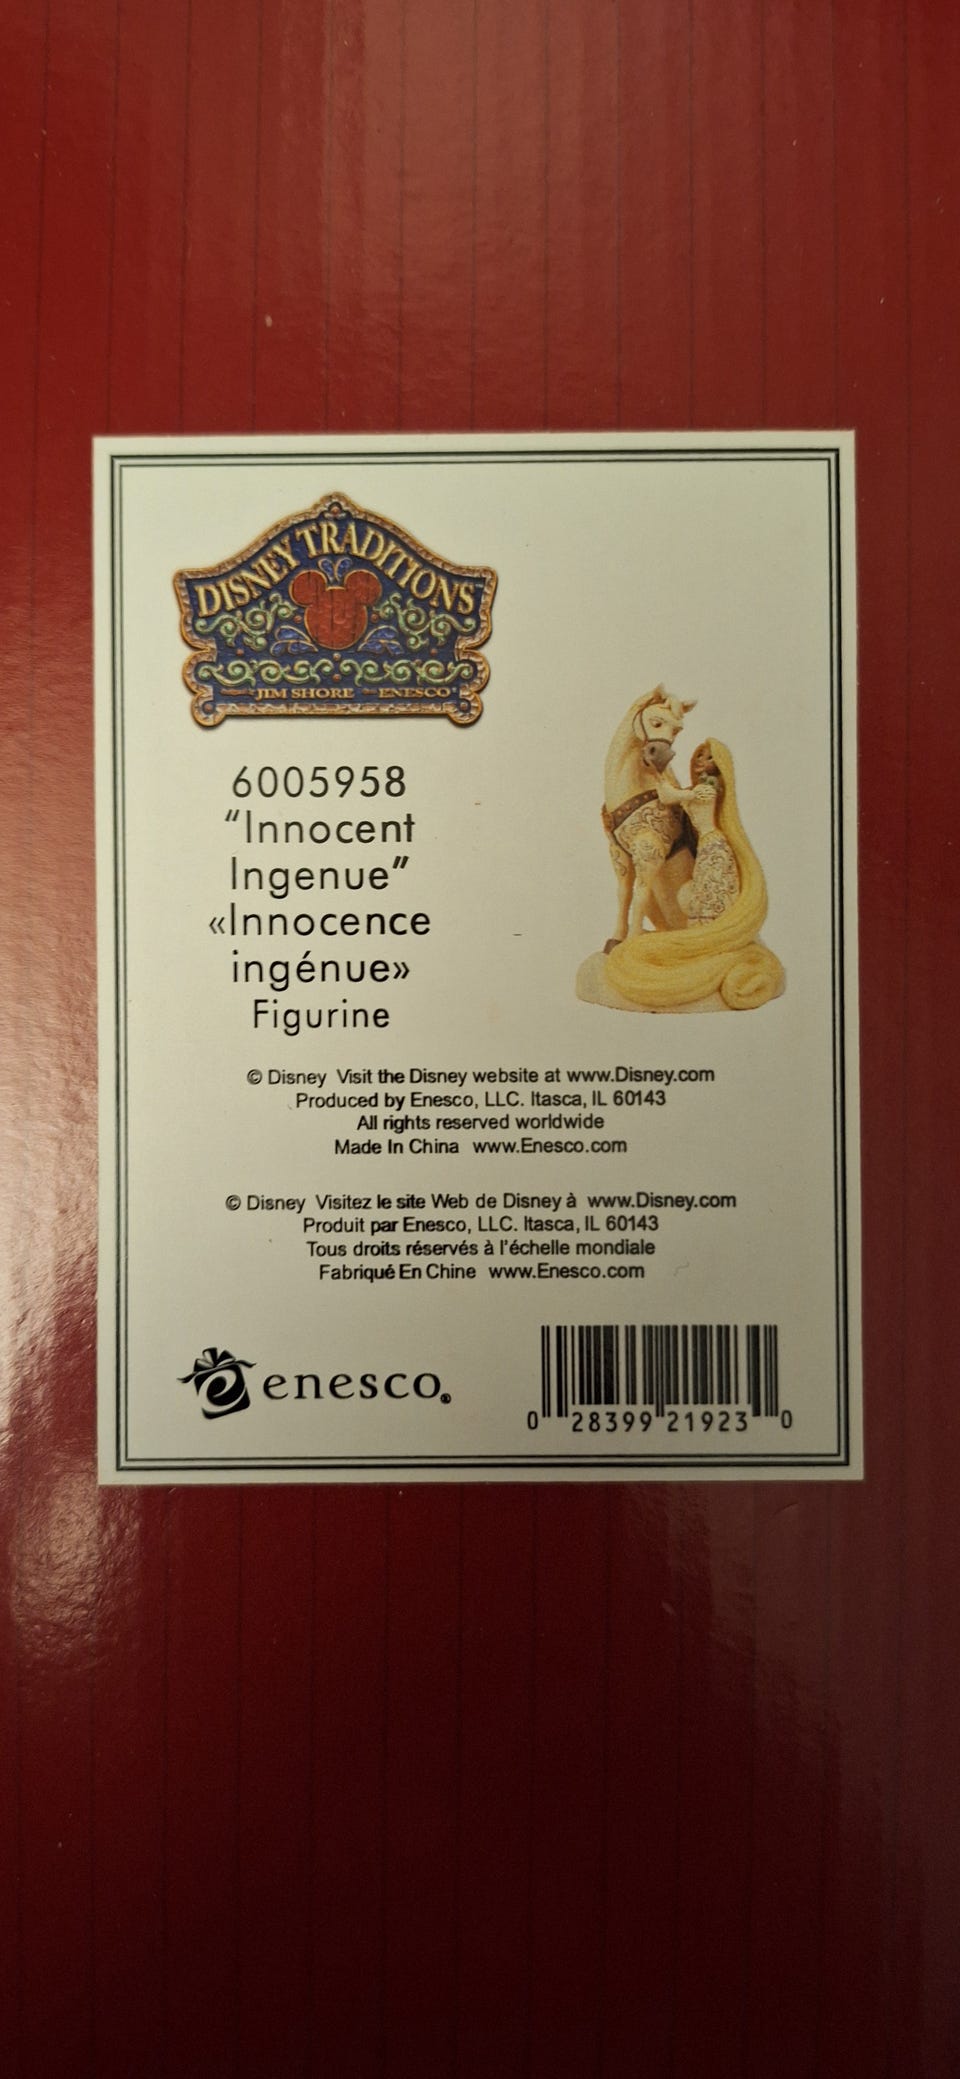 DISNEY TRADITIONS
JIM SHORE ENESCO®
6005958
“Innocent
Ingenue”
«Innocence
ingénue»
Figurine
© Disney Visit the Disney website at www.Disney.com
Produced by Enesco, LLC. Itasca, IL 60143
All rights reserved worldwide
Made In China www.Enesco.com
© Disney Visitez le site Web de Disney à www.Disney.com
Produit par Enesco, LLC. Itasca, IL 60143
Tous droits réservés à l'échelle mondiale
Fabriqué En Chine www.Enesco.com
enesco®
0 28399 21923 0